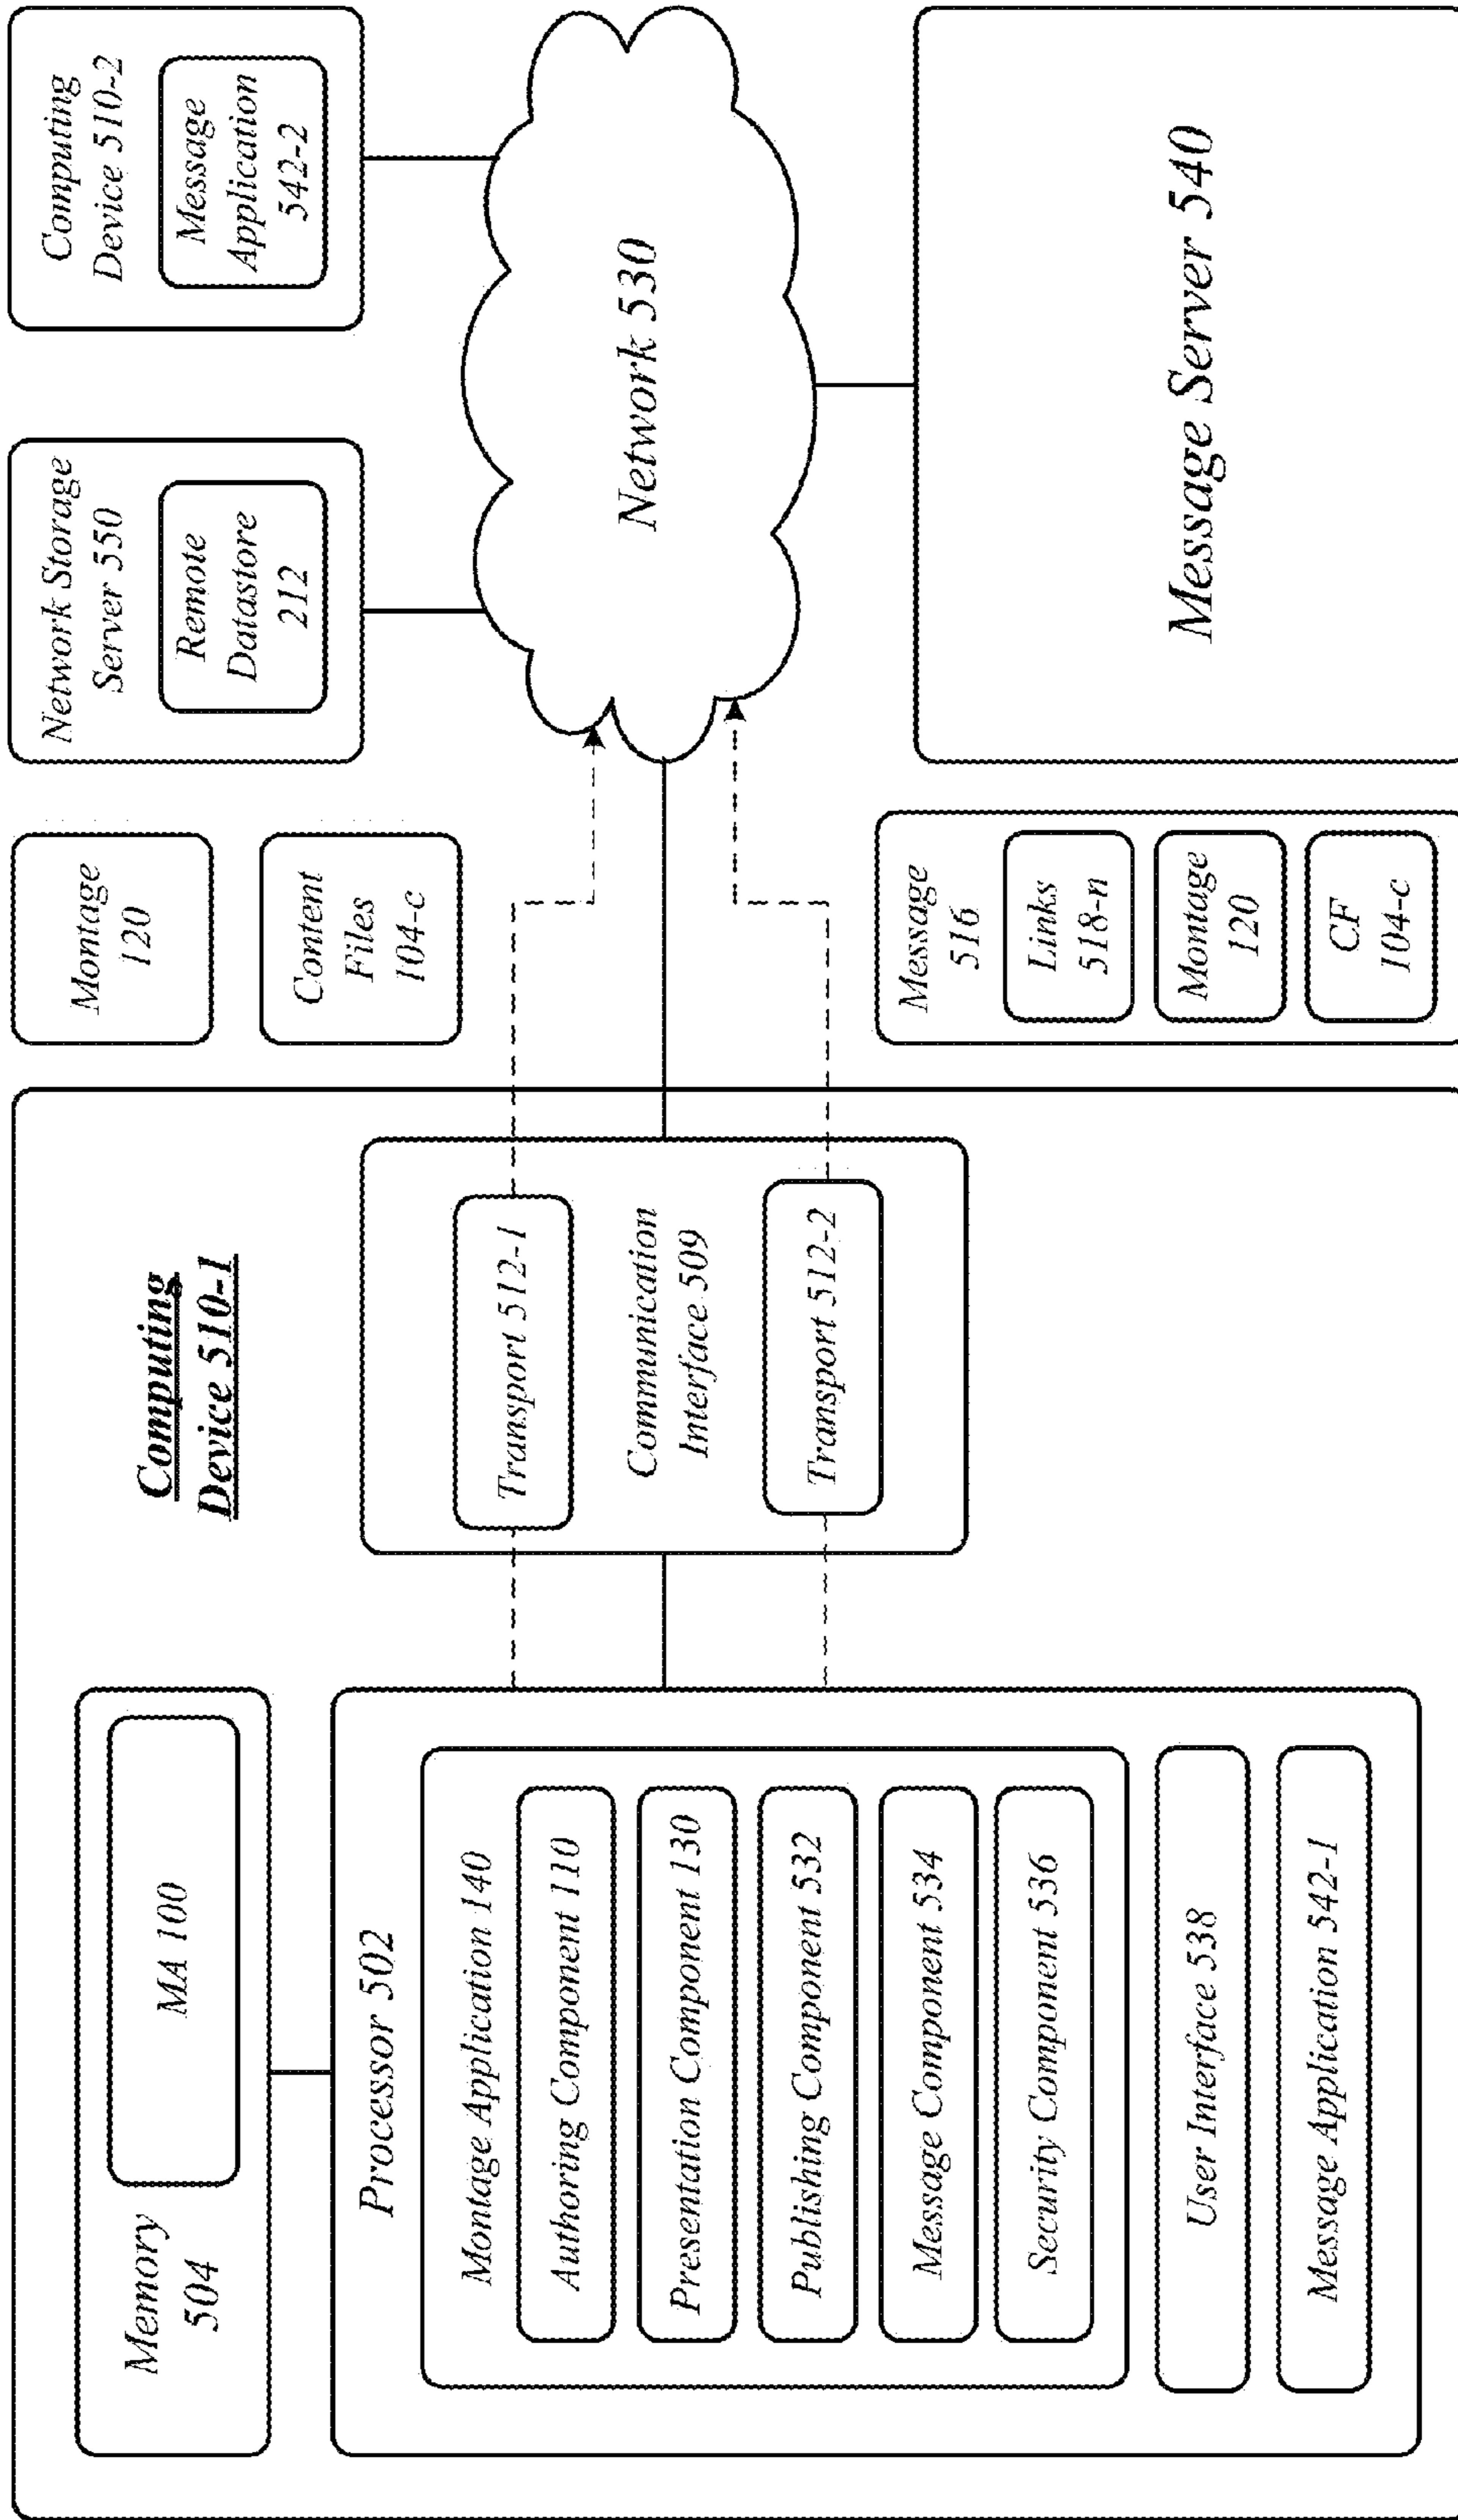 Computing
Device 510-1
Memory
504
MA 100
Processor 502
Montage Application 140
Authoring Component 110
Presentation Component 130
Publishing Component 532
Message Component 534
Security Component 536
User Interface 538
Message Application 542-1
Transport 512-1
Communication
Interface 509
Transport 512-2
Montage
120
Content
Files
104-c
Message
516
Links
518-n
Montage
120
CF
104-c
Network Storage
Server 550
Remote
Datastore
212
Computing
Device 510-2
Message
Application
542-2
Network 530
Message Server 540